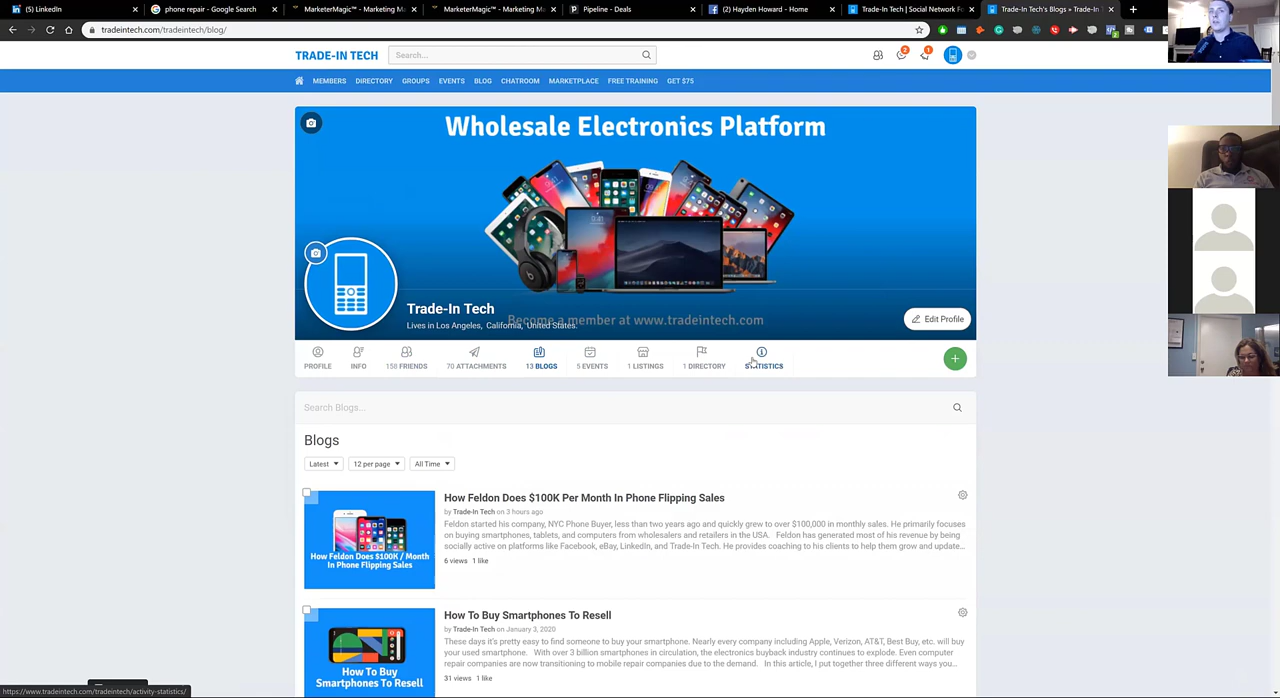 (5) LinkedIn
phone repair - Google Search
MarketerMagic™ - Marketing M
MarketerMagic™ - Marketing M
Pipeline - Deals
(2) Hayden Howard - Home
Trade-In Tech | Social Network Fo
Trade-In Tech's Blogs » Trade-In T
tradeintech.com/tradeintech/blog/
TRADE-IN TECH
Search...
2
1
MEMBERS DIRECTORY GROUPS EVENTS BLOG CHATROOM MARKETPLACE FREE TRAINING GET $75
Wholesale Electronics Platform
Trade-In Tech
Become a member at www.tradeintech.com
Lives in Los Angeles, California, United States.
Edit Profile
PROFILE INFO 158 FRIENDS 70 ATTACHMENTS 13 BLOGS 5 EVENTS 1 LISTINGS 1 DIRECTORY STATISTICS
Search Blogs...
Blogs
Latest 12 per page All Time
How Feldon Does $100K Per Month In Phone Flipping Sales
by Trade-In Tech on 3 hours ago
Feldon started his company, NYC Phone Buyer, less than two years ago and quickly grew to over $100,000 in monthly sales. He primarily focuses
on buying smartphones, tablets, and computers from wholesalers and retailers in the USA. Feldon has generated most of his revenue by being
socially active on platforms like Facebook, eBay, LinkedIn, and Trade-In Tech. He provides coaching to his clients to help them grow and update...
6 views 1 like
How Feldon Does $100K / Month
In Phone Flipping Sales
How To Buy Smartphones To Resell
by Trade-In Tech on January 3, 2020
These days it's pretty easy to find someone to buy your smartphone. Nearly every company including Apple, Verizon, AT&T, Best Buy, etc. will buy
your used smartphone. With over 3 billion smartphones in circulation, the electronics buyback industry continues to explode. Even computer
repair companies are now transitioning to mobile repair companies due to the demand. In this article, I put together three different ways you...
31 views 1 like
How To Buy
Smartphones To Resell
https://www.tradeintech.com/tradeintech/activity-statistics/